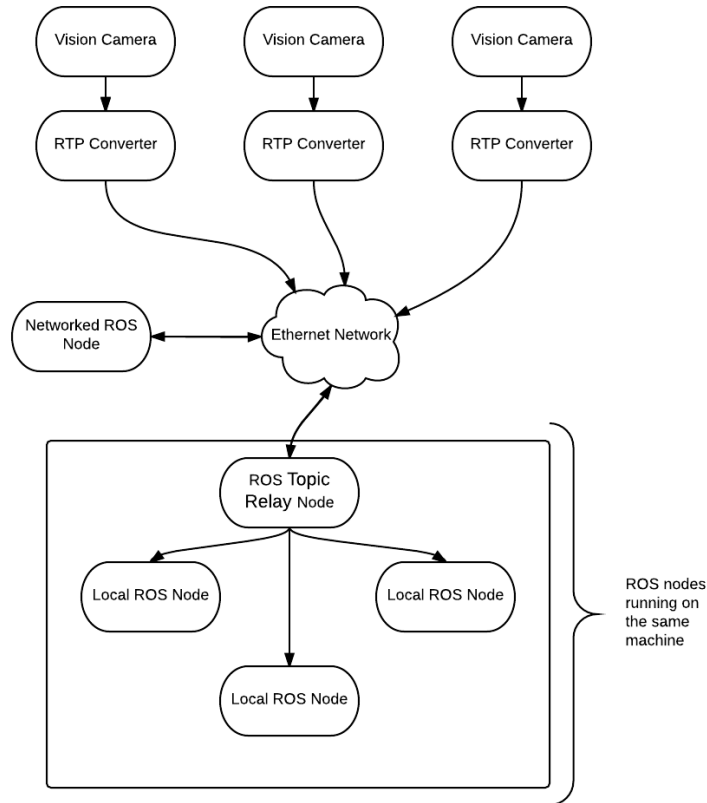 Vision Camera
Vision Camera
Vision Camera
RTP Converter
RTP Converter
RTP Converter
Networked ROS
Node
Ethernet Network
ROS Topic
Relay Node
Local ROS Node
Local ROS Node
Local ROS Node
ROS nodes
running on
the same
machine